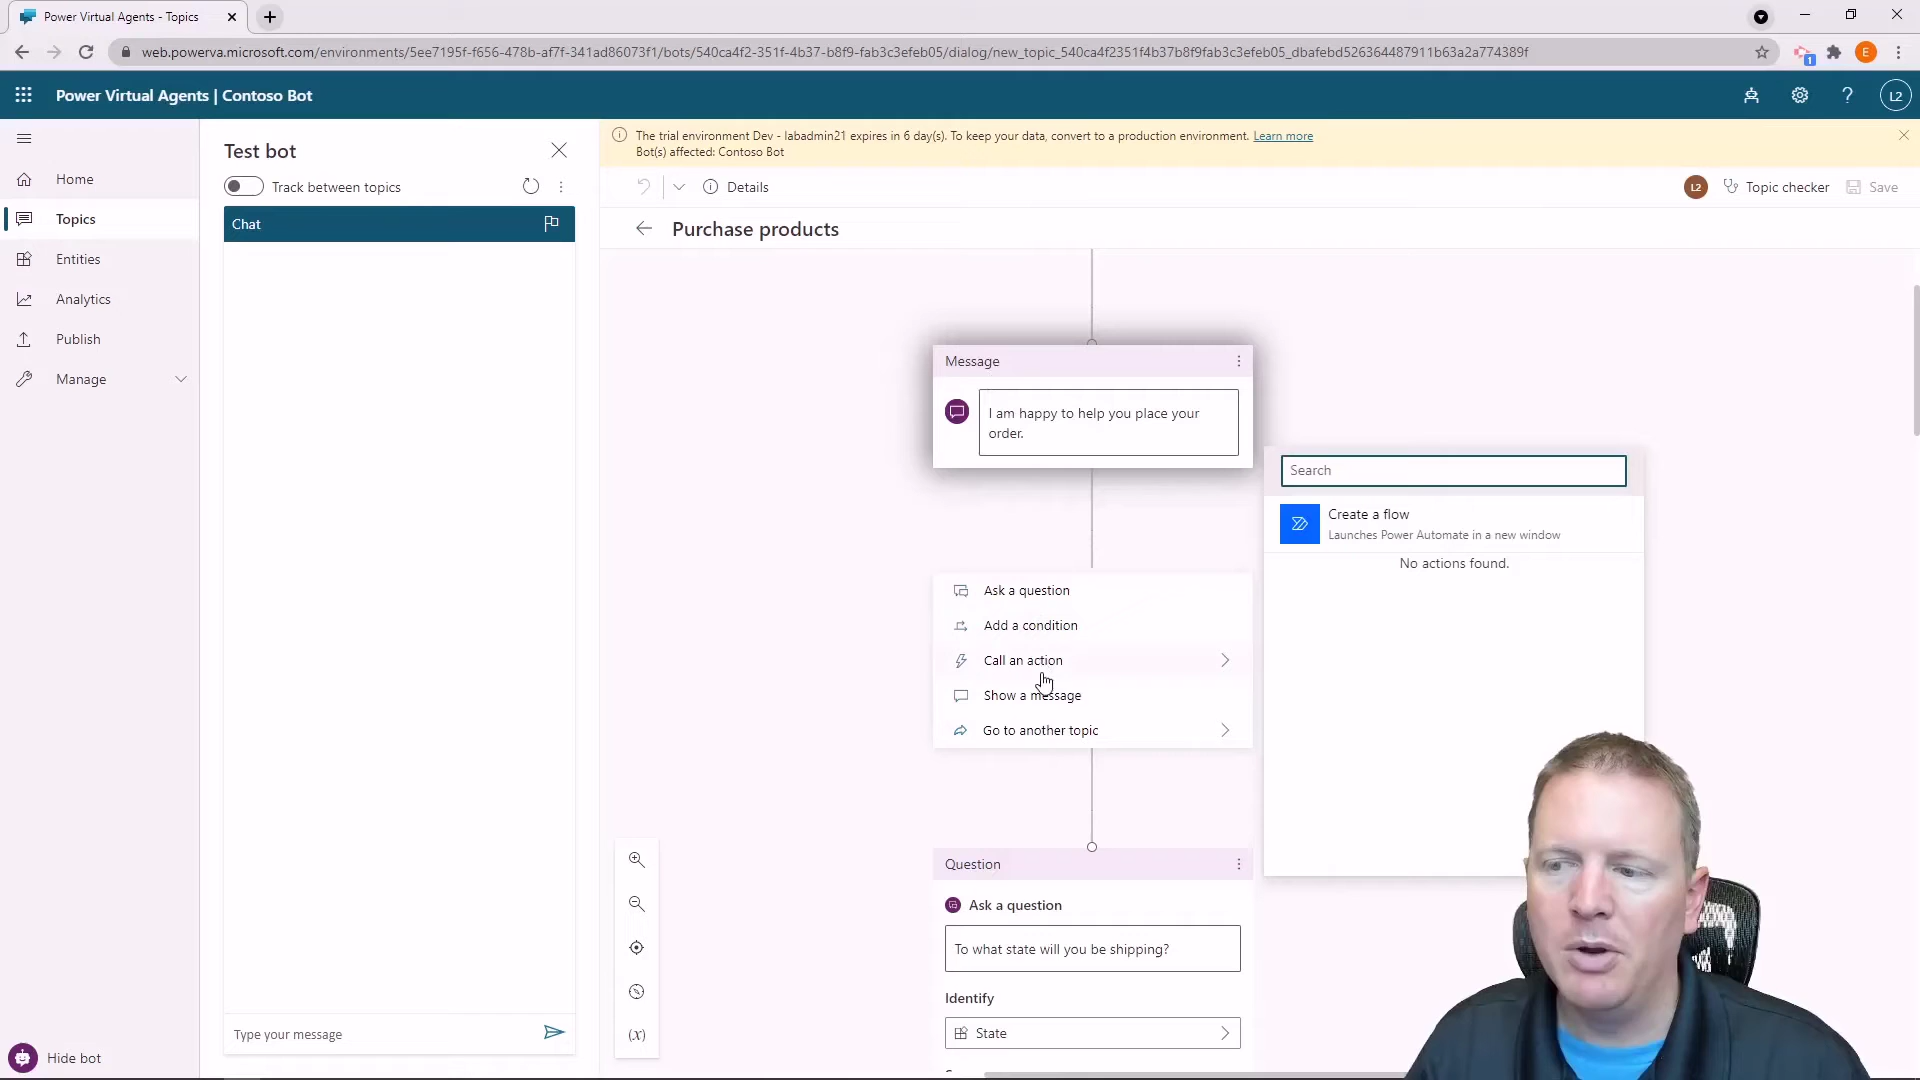 Power Virtual Agents - Topics
web.powerva.microsoft.com/environments/5ee7195f-f656-478b-af7f-341ad86073f1/bots/540ca4f2-351f-4b37-b8f9-fab3c3efeb05/dialog/new_topic_540ca4f2351f4b37b8f9fab3c3efeb05_dbafebd526364487911b63a2a774389f
1
E
Power Virtual Agents | Contoso Bot
L2
Home
Topics
Entities
Analytics
Publish
Manage
Hide bot
Test bot
Track between topics
Chat
Type your message
The trial environment Dev - labadmin21 expires in 6 day(s). To keep your data, convert to a production environment. Learn more
Bot(s) affected: Contoso Bot
Details
L2
Topic checker
Save
Purchase products
Message
I am happy to help you place your
order.
Ask a question
Add a condition
Call an action
Show a message
Go to another topic
Search
Create a flow
Launches Power Automate in a new window
No actions found.
Question
Ask a question
To what state will you be shipping?
Identify
State
(x)